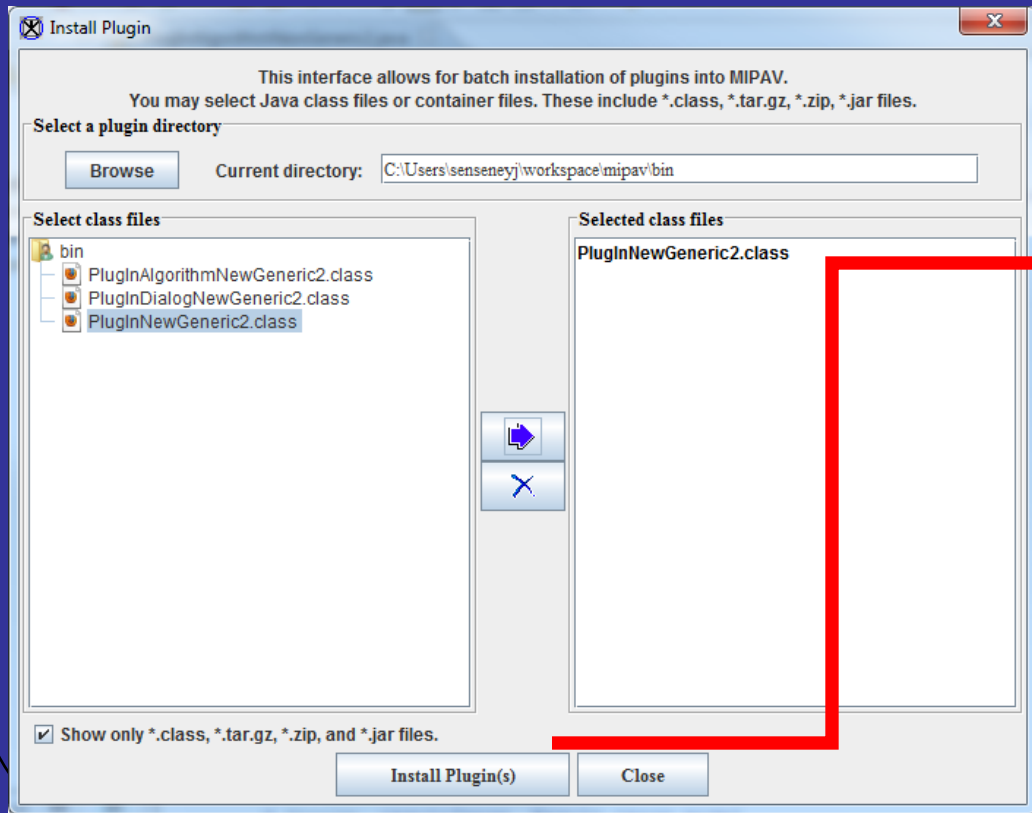 Install Plugin
This interface allows for batch installation of plugins into MIPAV.
You may select Java class files or container files. These include *.class, *.tar.gz, *.zip, *.jar files.
Select a plugin directory
Browse
Current directory:
C:\Users\senseneyj\workspace\mipav\bin
Select class files
bin
PlugInAlgorithmNewGeneric2.class
PlugInDialogNewGeneric2.class
PlugInNewGeneric2.class
Selected class files
PlugInNewGeneric2.class
Show only *.class, *.tar.gz, *.zip, and *.jar files.
Install Plugin(s)
Close